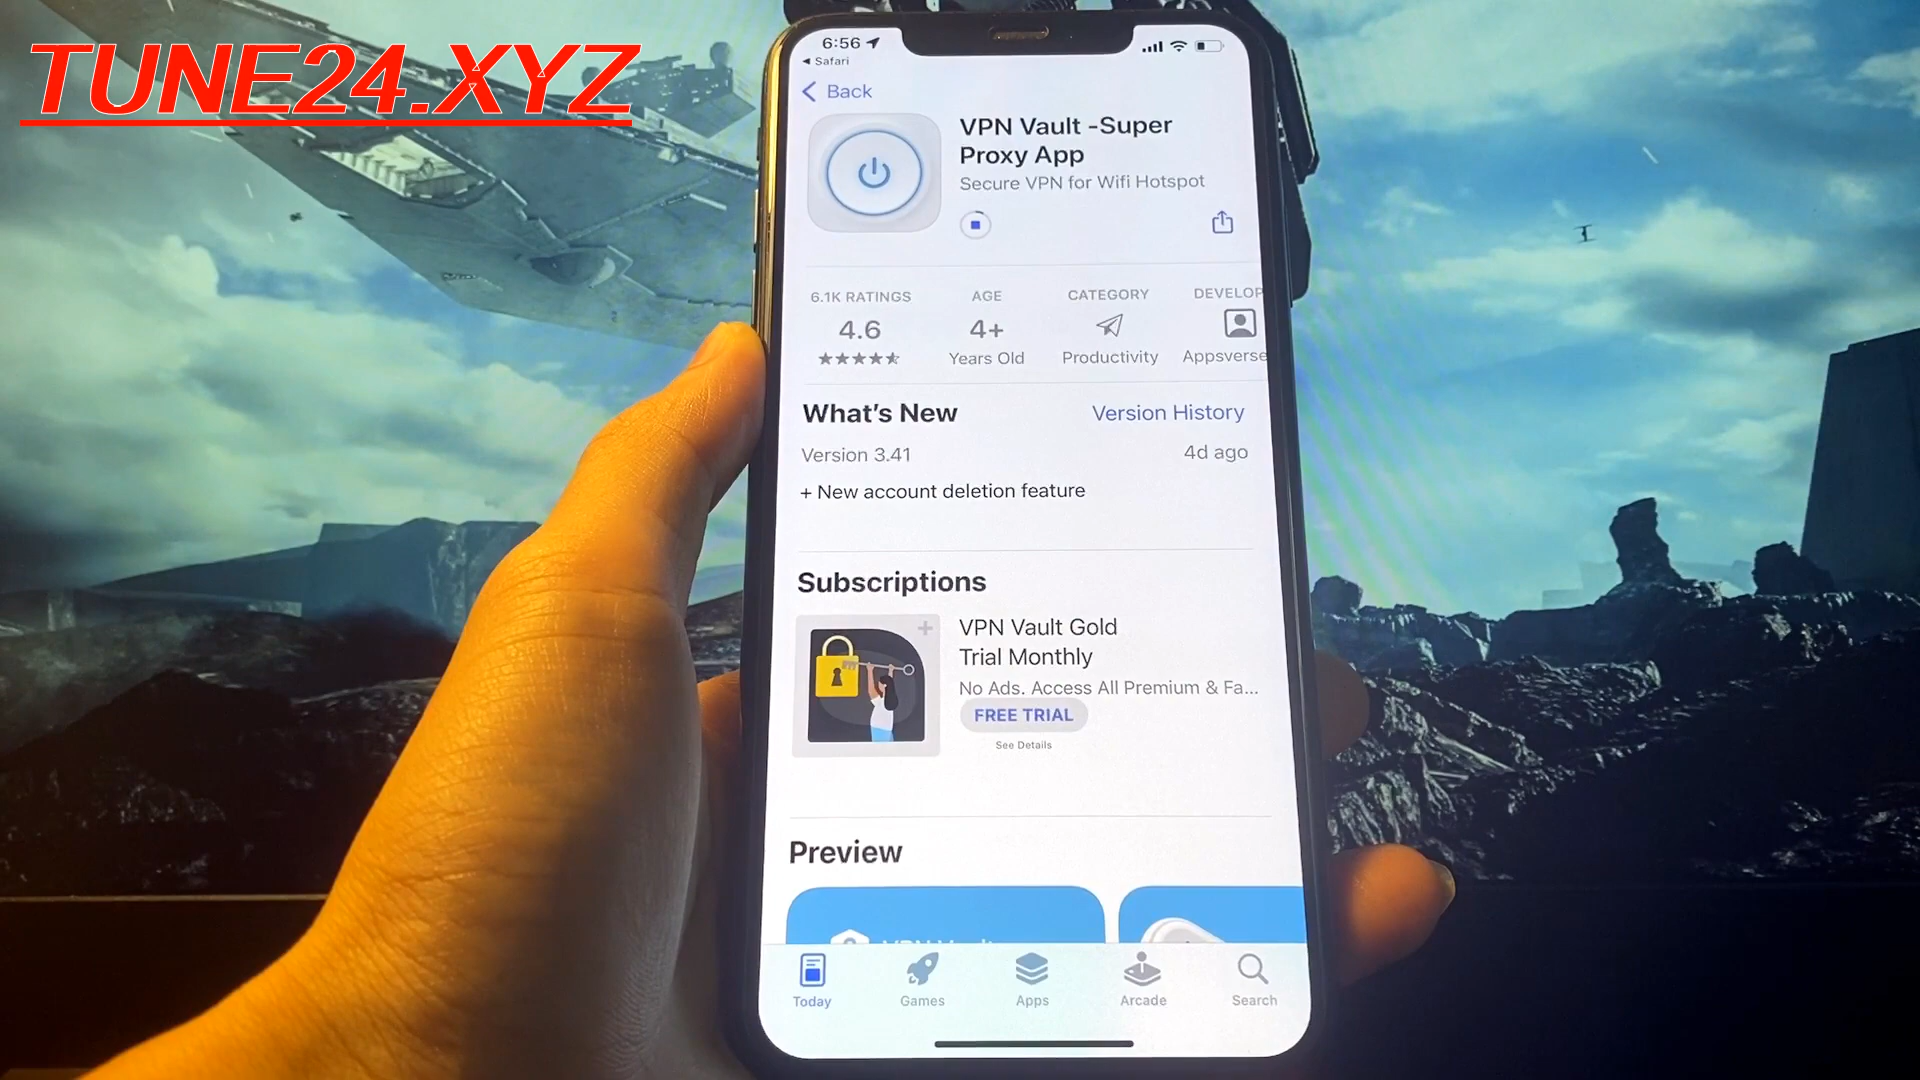 TUNE24.XYZ
6:56
Safari
Back
VPN Vault -Super
Proxy App
Secure VPN for Wifi Hotspot
6.1K RATINGS
AGE
CATEGORY
DEVELOP
4.6
4+
Years Old
Productivity
Appsverse
What's New
Version History
Version 3.41
4d ago
+ New account deletion feature
Subscriptions
VPN Vault Gold
Trial Monthly
No Ads. Access All Premium & Fa...
FREE TRIAL
See Details
Preview
VPN Vault
Today
Games
Apps
Arcade
Search